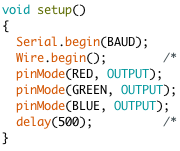 void setup()
{
  Serial.begin(BAUD);
  Wire.begin();        /*
  pinMode(RED, OUTPUT);
  pinMode(GREEN, OUTPUT);
  pinMode(BLUE, OUTPUT);
  delay(500);          /*
}